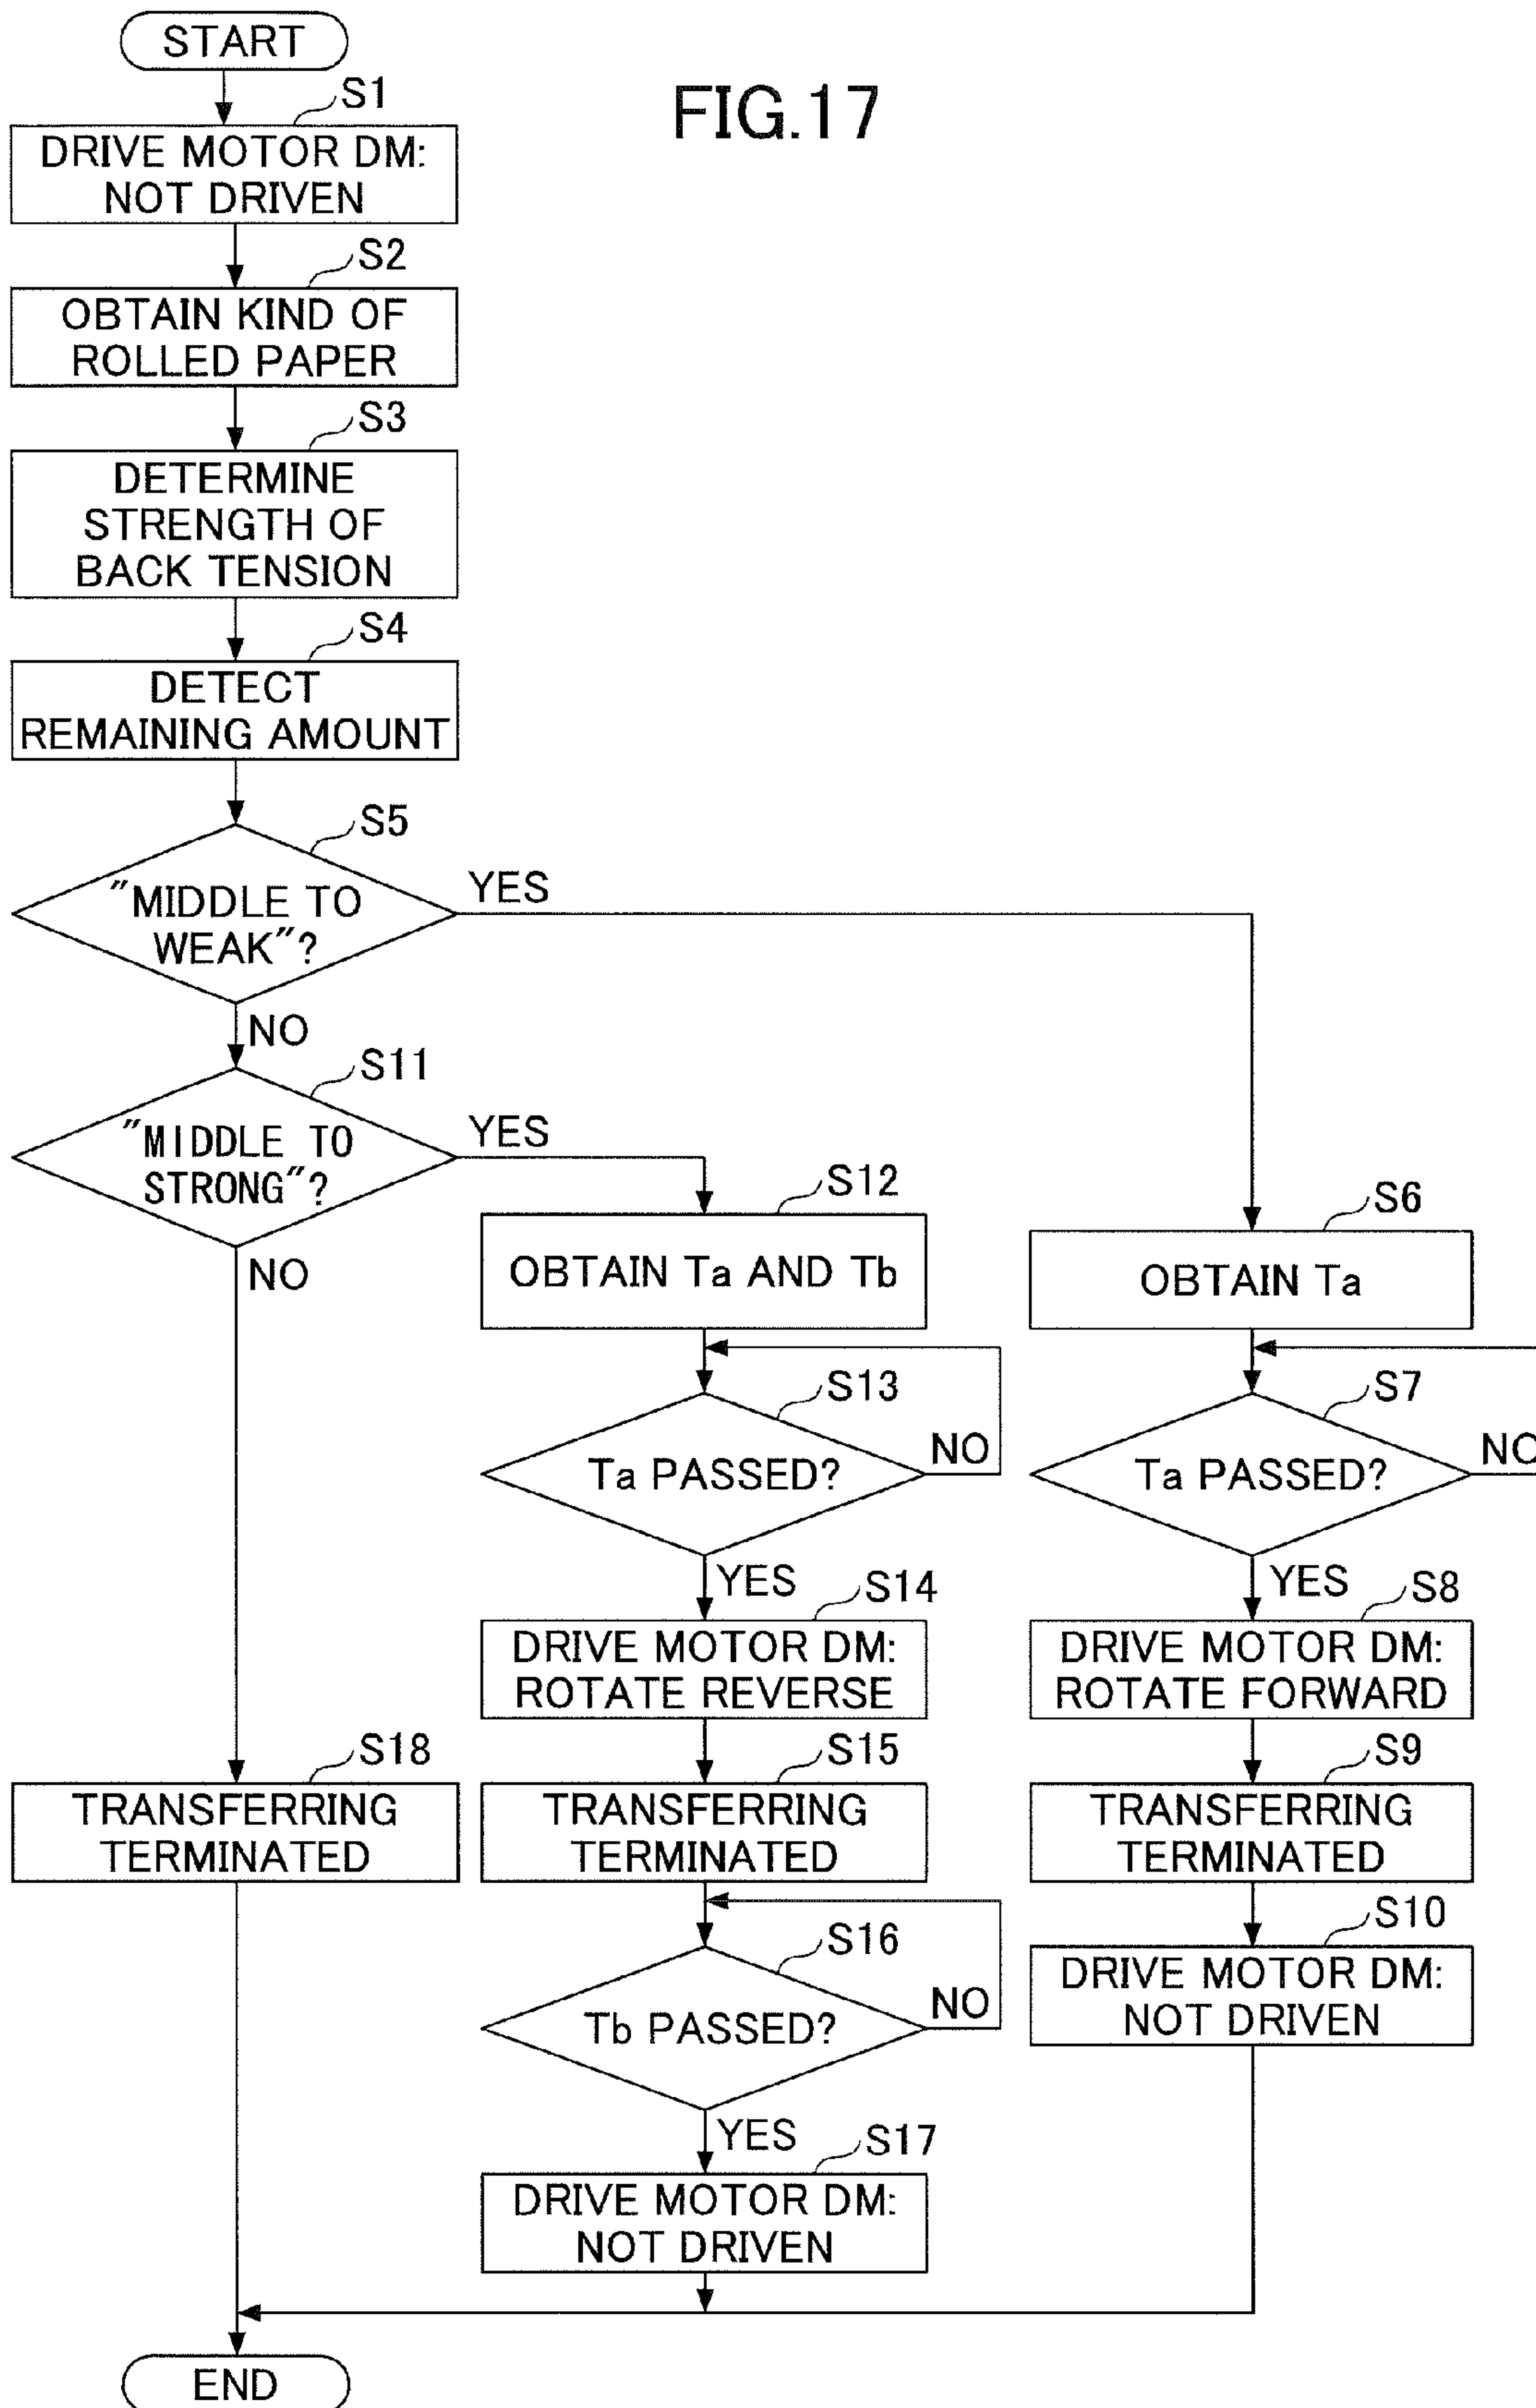 START
FIG.17
S1
DRIVE MOTOR DM:
NOT DRIVEN
S2
OBTAIN KIND OF
ROLLED PAPER
S3
DETERMINE
STRENGTH OF
BACK TENSION
S4
DETECT
REMAINING AMOUNT
S5
"MIDDLE TO
WEAK"?
YES
NO
S11
"MIDDLE TO
STRONG"?
YES
NO
S12
OBTAIN Ta AND Tb
S13
Ta PASSED?
NO
YES
S14
DRIVE MOTOR DM:
ROTATE REVERSE
S15
TRANSFERRING
TERMINATED
S16
Tb PASSED?
NO
YES
S17
DRIVE MOTOR DM:
NOT DRIVEN
S6
OBTAIN Ta
S7
Ta PASSED?
NO
YES
S8
DRIVE MOTOR DM:
ROTATE FORWARD
S9
TRANSFERRING
TERMINATED
S10
DRIVE MOTOR DM:
NOT DRIVEN
S18
TRANSFERRING
TERMINATED
END